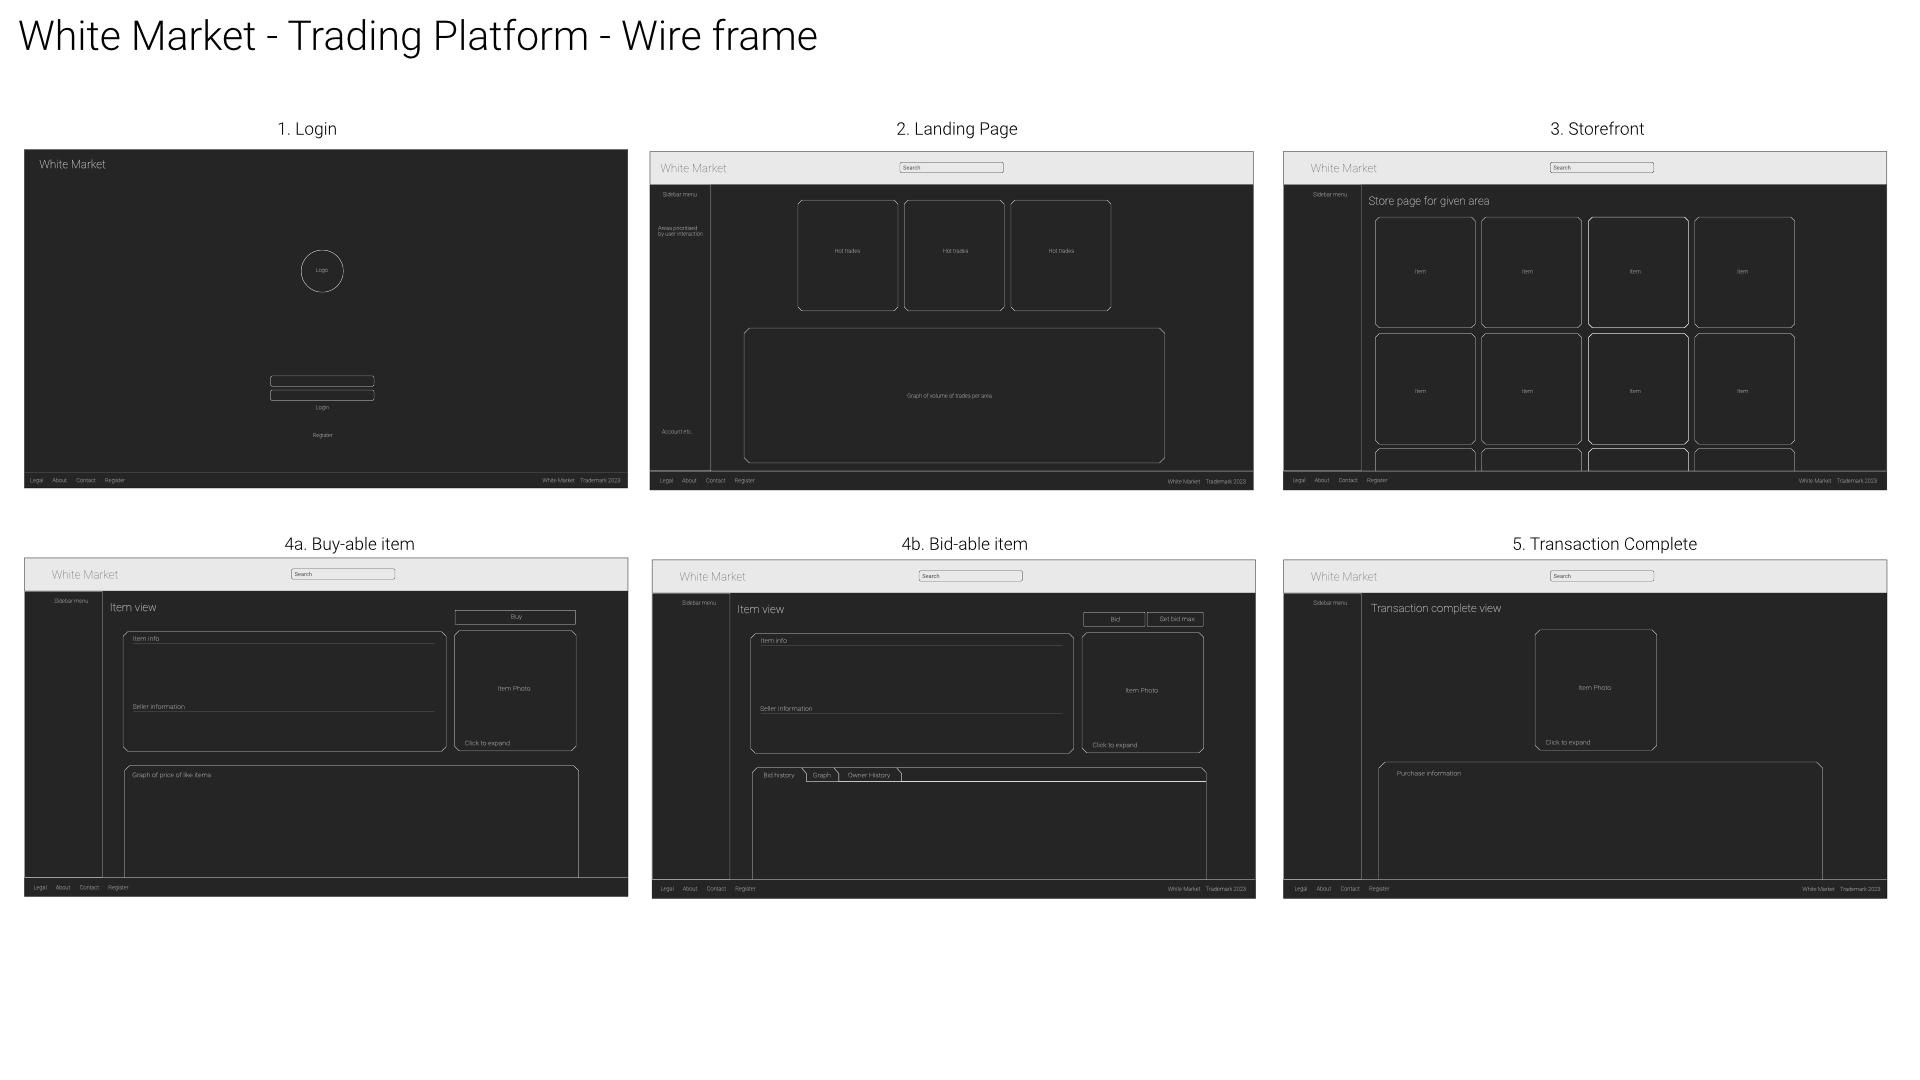 White Market - Trading Platform - Wire frame
1. Login
White Market
Logo
Login
Register
Legal About Contact Register
White Market Trademark 2023
2. Landing Page
White Market
Search
Sidebar menu
Areas prioritised
by user interaction
Account etc.
Hot trades
Hot trades
Hot trades
Graph of volume of trades per area
Legal About Contact Register
White Market Trademark 2023
3. Storefront
White Market
Search
Sidebar menu
Store page for given area
Item
Item
Item
Item
Item
Item
Item
Item
Legal About Contact Register
White Market Trademark 2023
4a. Buy-able item
White Market
Search
Sidebar menu
Item view
Buy
Item info
Seller information
Item Photo
Click to expand
Graph of price of like items
Legal About Contact Register
4b. Bid-able item
White Market
Search
Sidebar menu
Item view
Bid
Set bid max
Item info
Seller information
Item Photo
Click to expand
Bid history Graph Owner History
Legal About Contact Register
White Market Trademark 2023
5. Transaction Complete
White Market
Search
Sidebar menu
Transaction complete view
Item Photo
Click to expand
Purchase information
Legal About Contact Register
White Market Trademark 2023